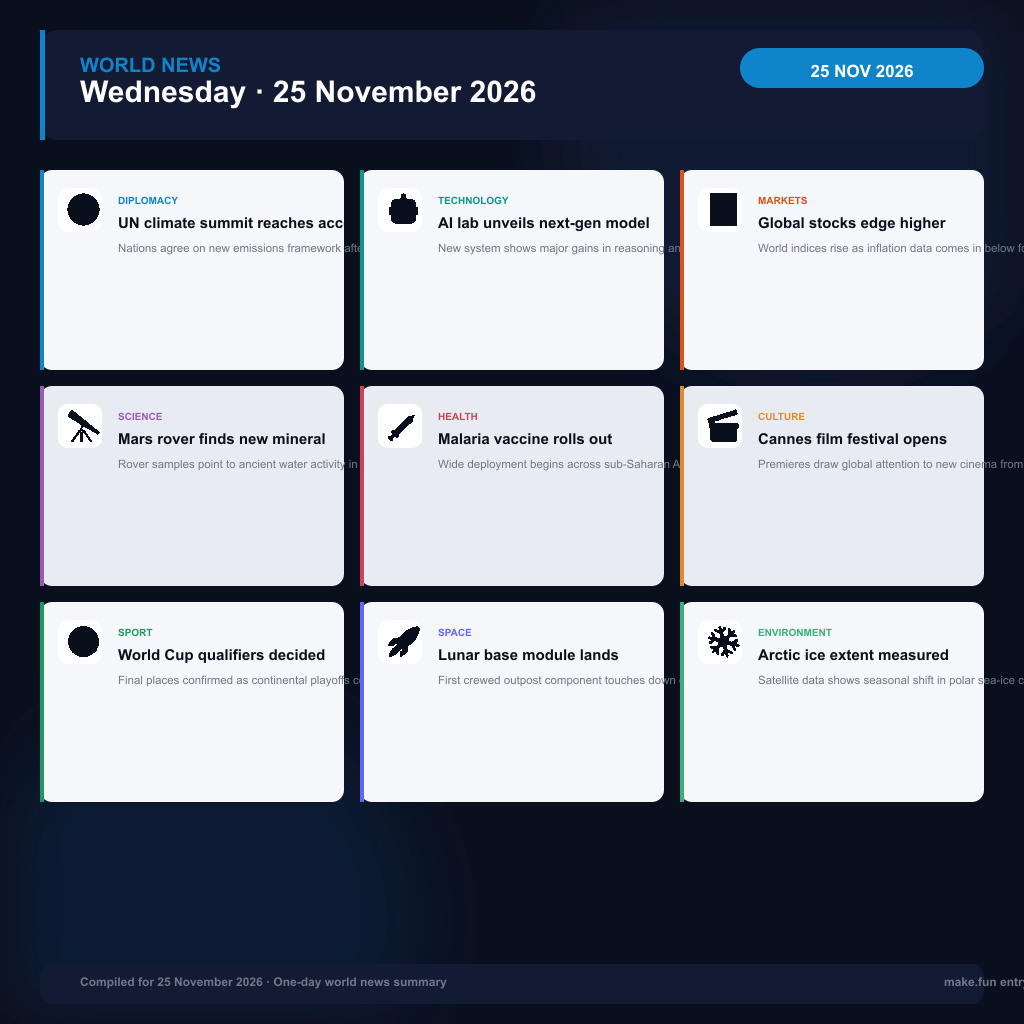 WORLD NEWS
Wednesday · 25 November 2026
25 NOV 2026
DIPLOMACY
UN climate summit reaches acc
Nations agree on new emissions framework afte
TECHNOLOGY
AI lab unveils next-gen model
New system shows major gains in reasoning an
MARKETS
Global stocks edge higher
World indices rise as inflation data comes in below fo
SCIENCE
Mars rover finds new mineral
Rover samples point to ancient water activity in
HEALTH
Malaria vaccine rolls out
Wide deployment begins across sub-Saharan A
CULTURE
Cannes film festival opens
Premieres draw global attention to new cinema from
SPORT
World Cup qualifiers decided
Final places confirmed as continental playoffs co
SPACE
Lunar base module lands
First crewed outpost component touches down
ENVIRONMENT
Arctic ice extent measured
Satellite data shows seasonal shift in polar sea-ice c
Compiled for 25 November 2026 · One-day world news summary
make.fun entry